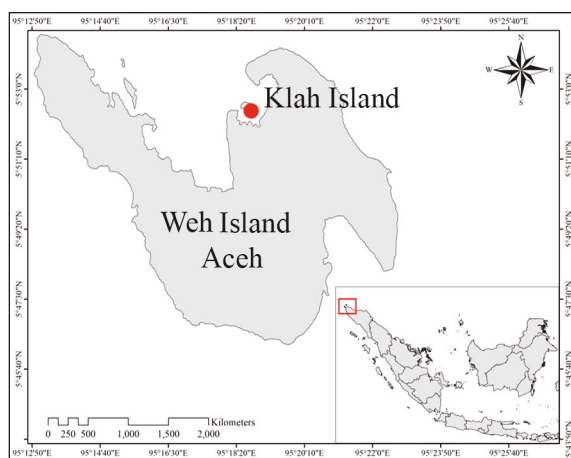 95°12'50"E 95°14'40"E 95°16'30"E 95°18'20"E 95°20'10"E 95°22'0"E 95°23'50"E 95°25'40"E
N
W E
S
5°53'0"N 5°53'0"N
Klah Island
5°51'10"N 5°51'10"N
Weh Island
Aceh
5°49'20"N 5°49'20"N
5°47'30"N 5°47'30"N
5°45'40"N 5°45'40"N
Kilometers
0 250 500 1,000 1,500 2,000
5°43'50"N
95°12'50"E 95°14'40"E 95°16'30"E 95°18'20"E 95°20'10"E 95°22'0"E 95°23'50"E 95°25'40"E